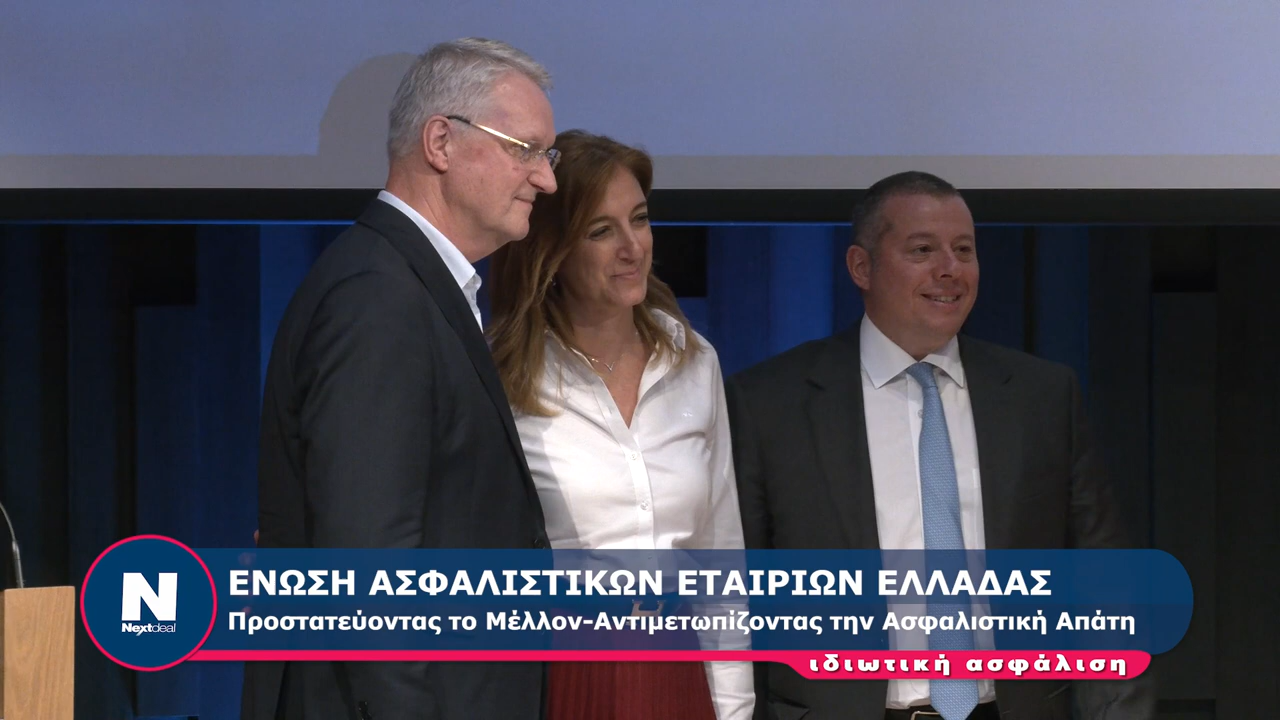 ΕΝΩΣΗ ΑΣΦΑΛΙΣΤΙΚΩΝ ΕΤΑΙΡΙΩΝ ΕΛΛΑΔΑΣ
Προστατεύοντας το Μέλλον-Αντιμετωπίζοντας την Ασφαλιστική Απάτη
N
Nextdeal
ιδιωτική ασφάλιση